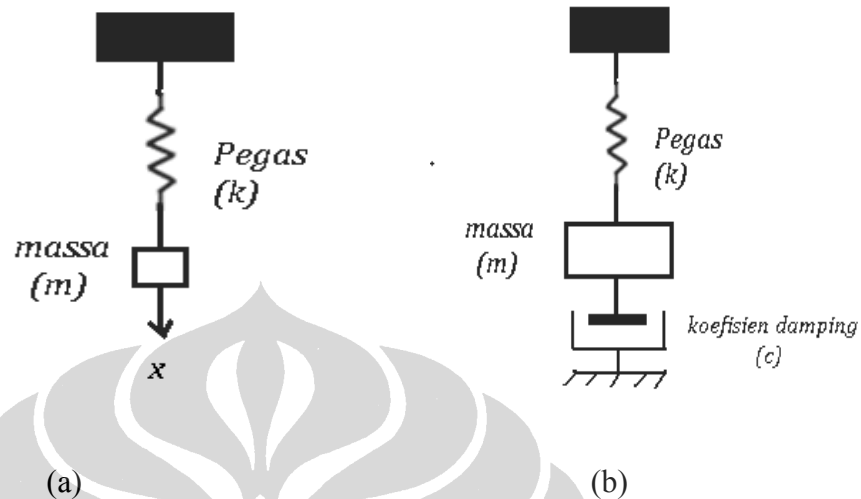 Pegas
(k)
massa
(m)
x
(a)
Pegas
(k)
massa
(m)
koefisien damping
(c)
(b)